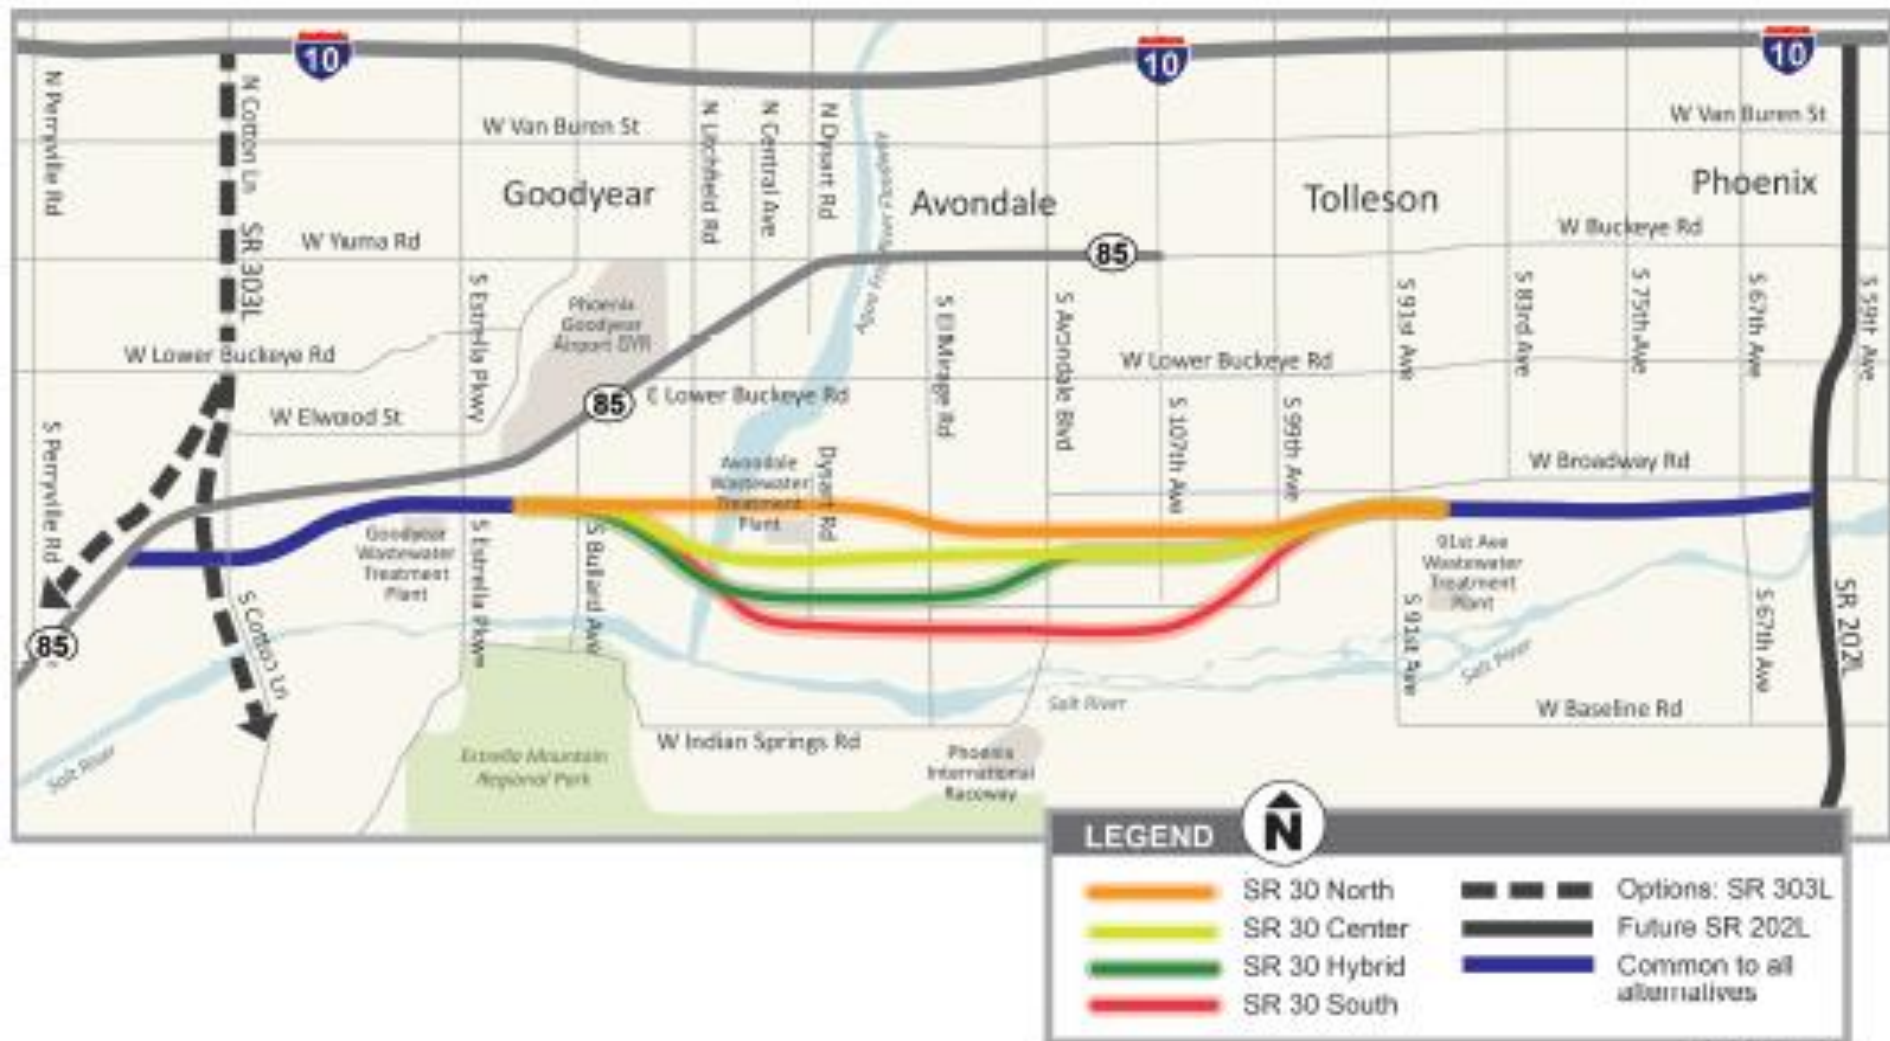 10
10
10
N Perryville Rd
N Cotton Ln
SR 303L
W Van Buren St
N Litchfield Rd
N Central Ave
N Dysart Rd
Agua Fria River
W Van Buren St
Goodyear
Avondale
Tolleson
Phoenix
W Yuma Rd
85
W Buckeye Rd
S Estrella Pkwy
Phoenix
Goodyear
Airport GYR
S El Mirage Rd
S Avondale Blvd
S 91st Ave
S 83rd Ave
S 75th Ave
S 67th Ave
S 59th Ave
W Lower Buckeye Rd
W Lower Buckeye Rd
85
E Lower Buckeye Rd
W Elwood St
S Perryville Rd
S 107th Ave
S 99th Ave
Avondale
Wastewater
Treatment
Plant
Dysart Rd
W Broadway Rd
Goodyear
Wastewater
Treatment
Plant
S Estrella Pkwy
S Bullard Ave
91st Ave
Wastewater
Treatment
Plant
S Cotton Ln
S 91st Ave
S 67th Ave
SR 202L
85
Salt River
Salt River
Salt River
W Baseline Rd
W Indian Springs Rd
Estrella Mountain
Regional Park
Phoenix
International
Raceway
LEGEND
N
SR 30 North
SR 30 Center
SR 30 Hybrid
SR 30 South
Options: SR 303L
Future SR 202L
Common to all
alternatives